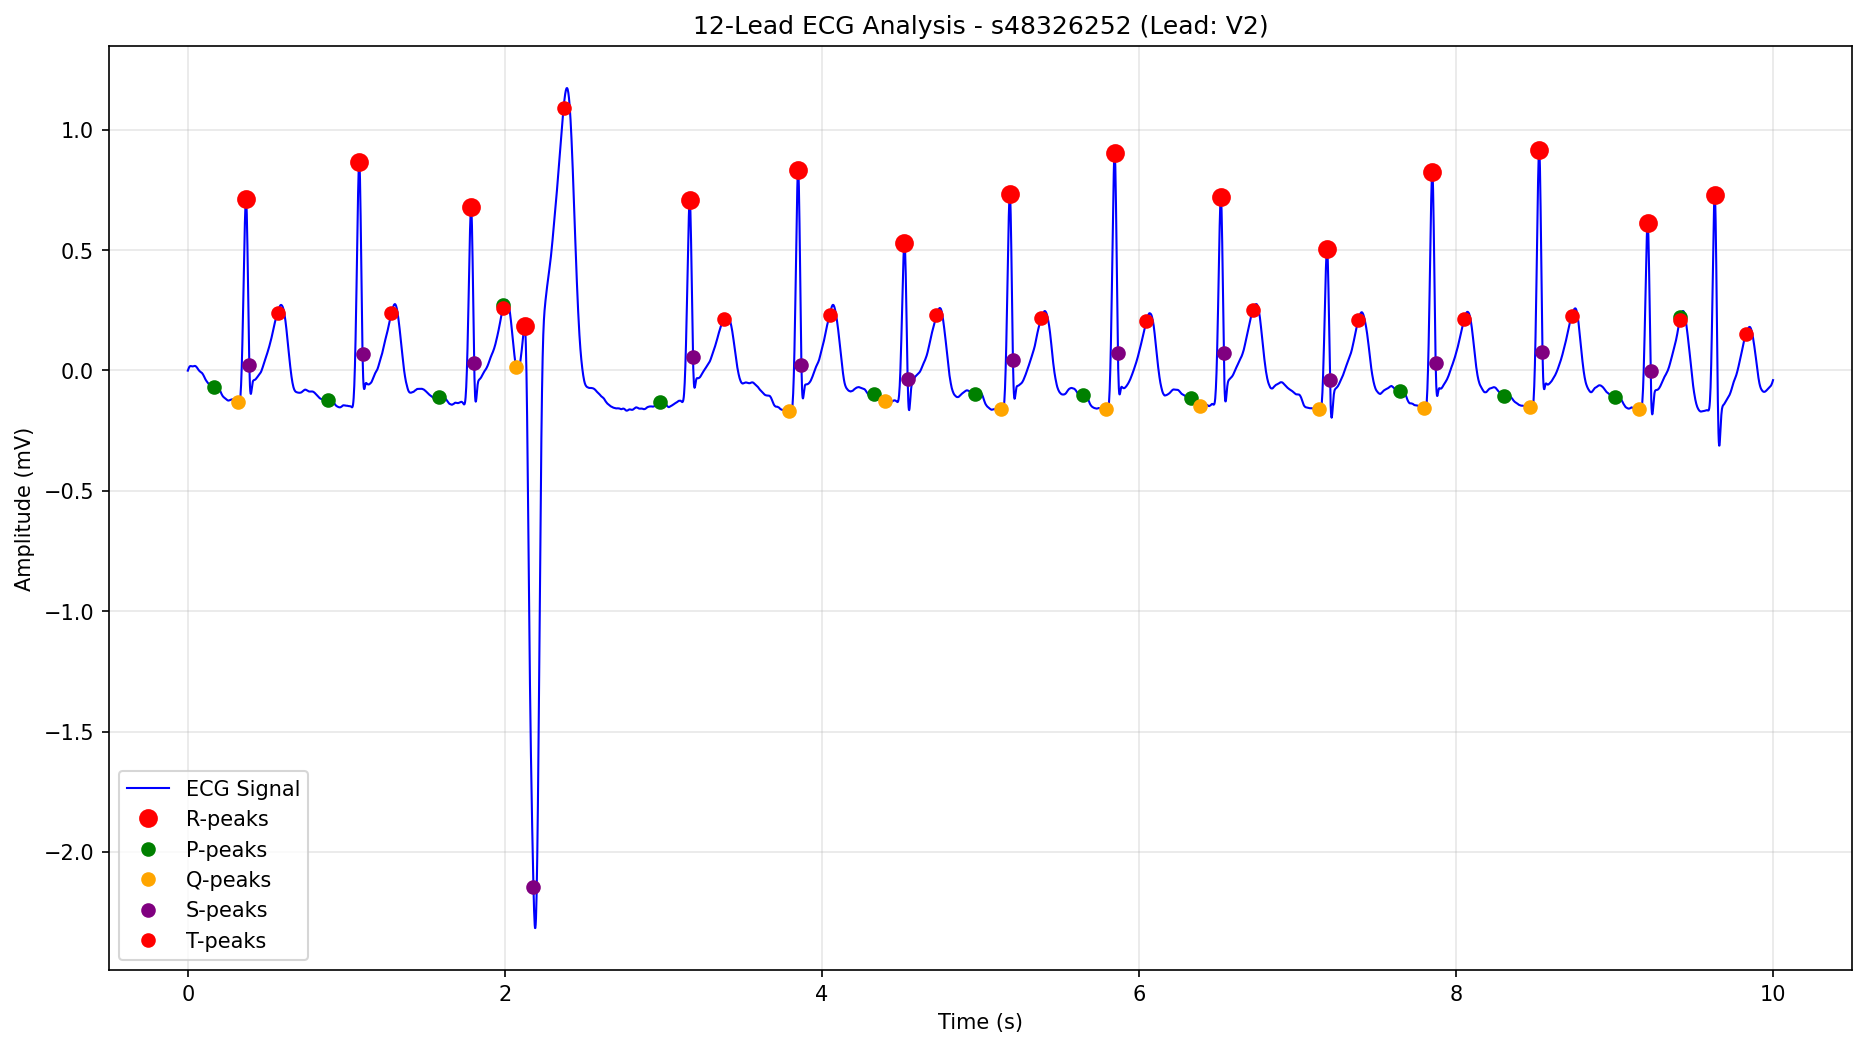 12-Lead ECG Analysis - s48326252 (Lead: V2)
Amplitude (mV)
1.0
0.5
0.0
−0.5
−1.0
−1.5
−2.0
ECG Signal
R-peaks
P-peaks
Q-peaks
S-peaks
T-peaks
0 2 4 6 8 10
Time (s)